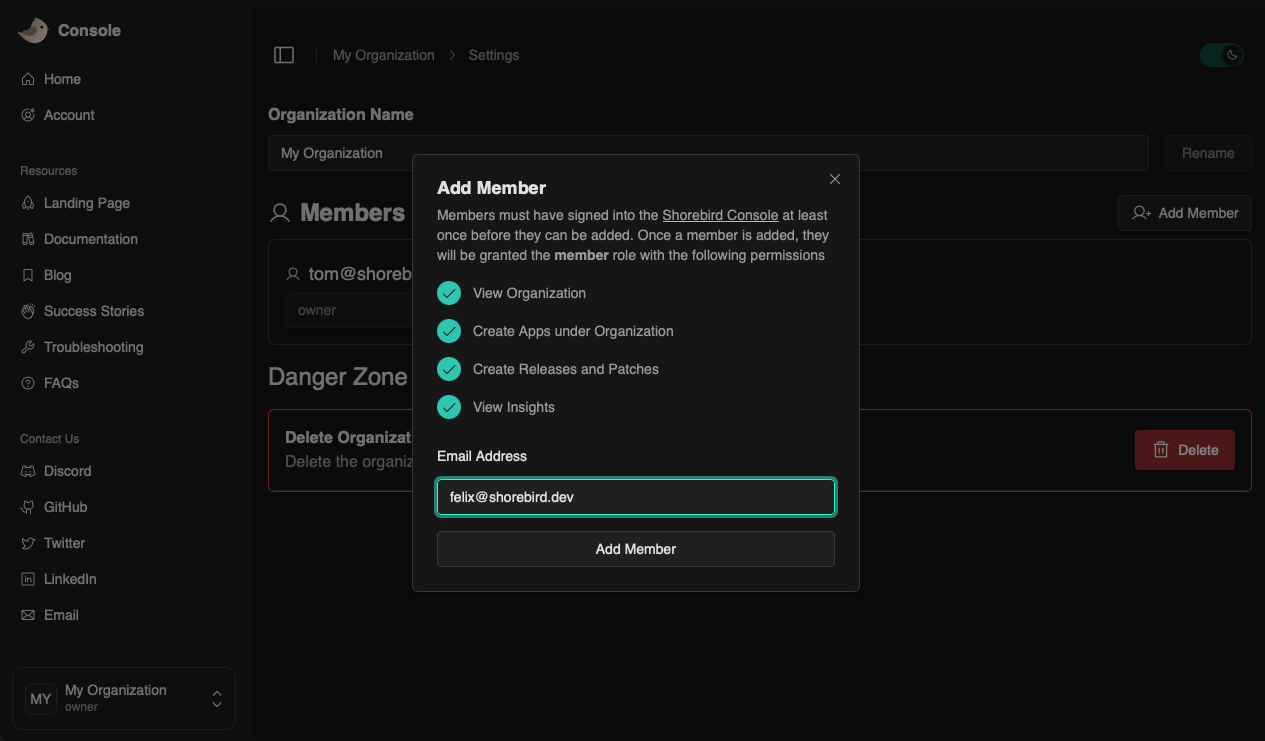 Console
Home
Account
Resources
Landing Page
Documentation
Blog
Success Stories
Troubleshooting
FAQs
Contact Us
Discord
GitHub
Twitter
LinkedIn
Email
MY
My Organization
owner
My Organization
Settings
Organization Name
My Organization
Rename
Members
Add Member
tom@shoreb
owner
Danger Zone
Delete Organizat
Delete the organiz
Delete
Add Member
Members must have signed into the Shorebird Console at least
once before they can be added. Once a member is added, they
will be granted the member role with the following permissions
View Organization
Create Apps under Organization
Create Releases and Patches
View Insights
Email Address
felix@shorebird.dev
Add Member